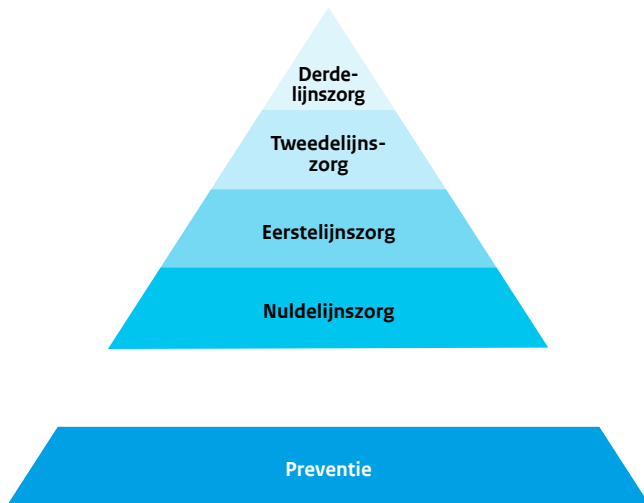 Derde-
lijnszorg
Tweedelijns-
zorg
Eerstelijnszorg
Nuldelijnszorg
Preventie